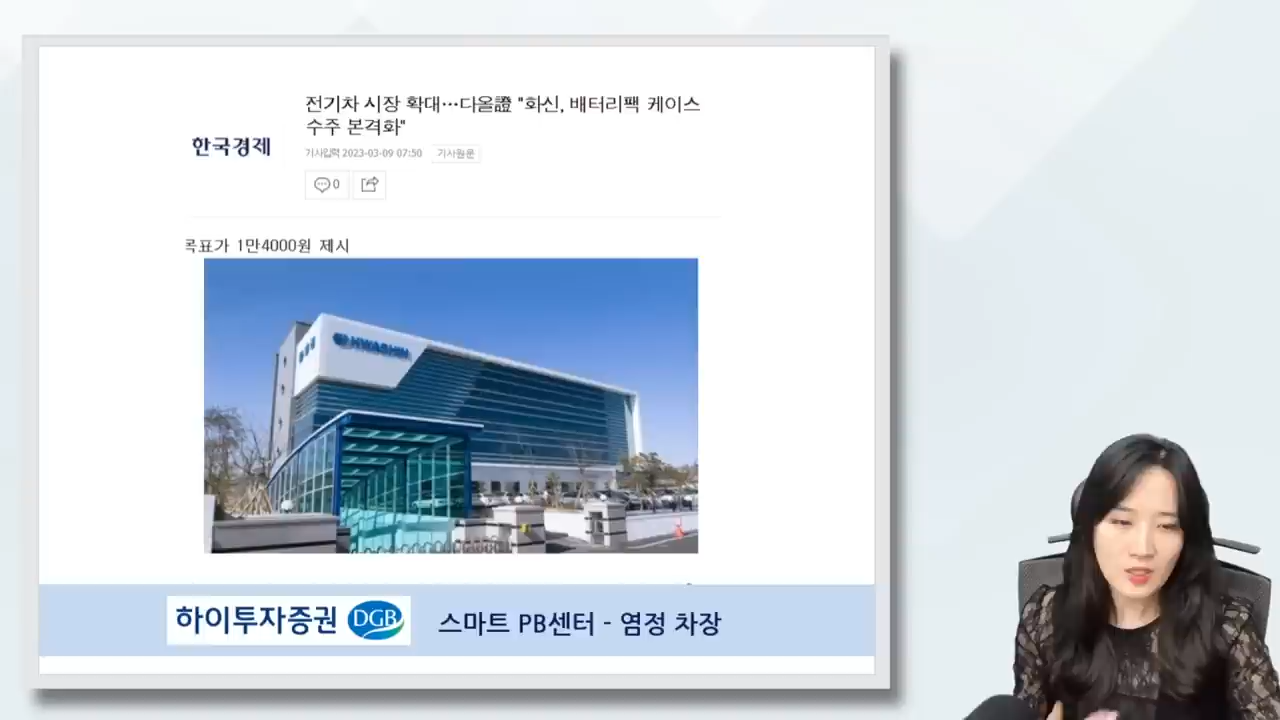 전기차 시장 확대…다올證 "화신, 배터리팩 케이스
수주 본격화"
한국경제
기사입력 2023-03-09 07:50 기사원문
0
목표가 1만4000원 제시
HWASHIN
하이투자증권 DGB
스마트 PB센터 - 염정 차장